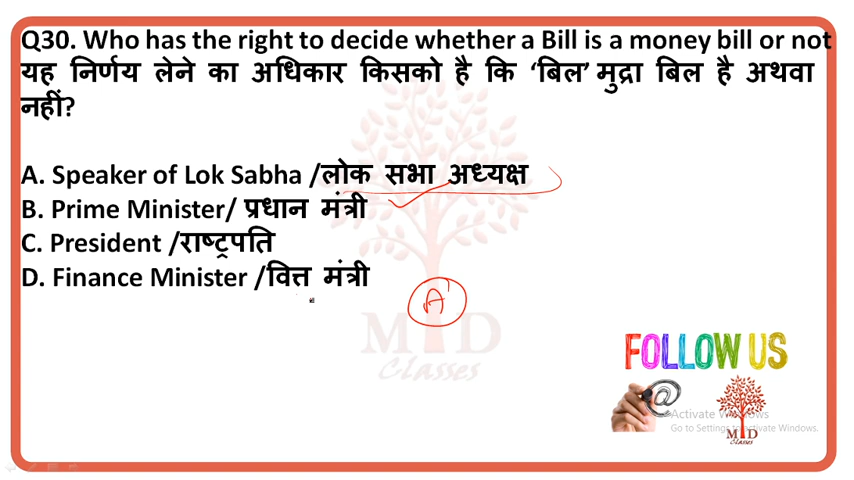 Q30. Who has the right to decide whether a Bill is a money bill or not
यह निर्णय लेने का अधिकार किसको है कि ‘बिल’ मुद्रा बिल है अथवा
नहीं?
A. Speaker of Lok Sabha /लोक सभा अध्यक्ष
B. Prime Minister/ प्रधान मंत्री
C. President /राष्ट्रपति
D. Finance Minister /वित्त मंत्री
A
MID
Classes
FOLLOW US
@
Activate Windows
Go to Settings to activate Windows.
MID
Classes